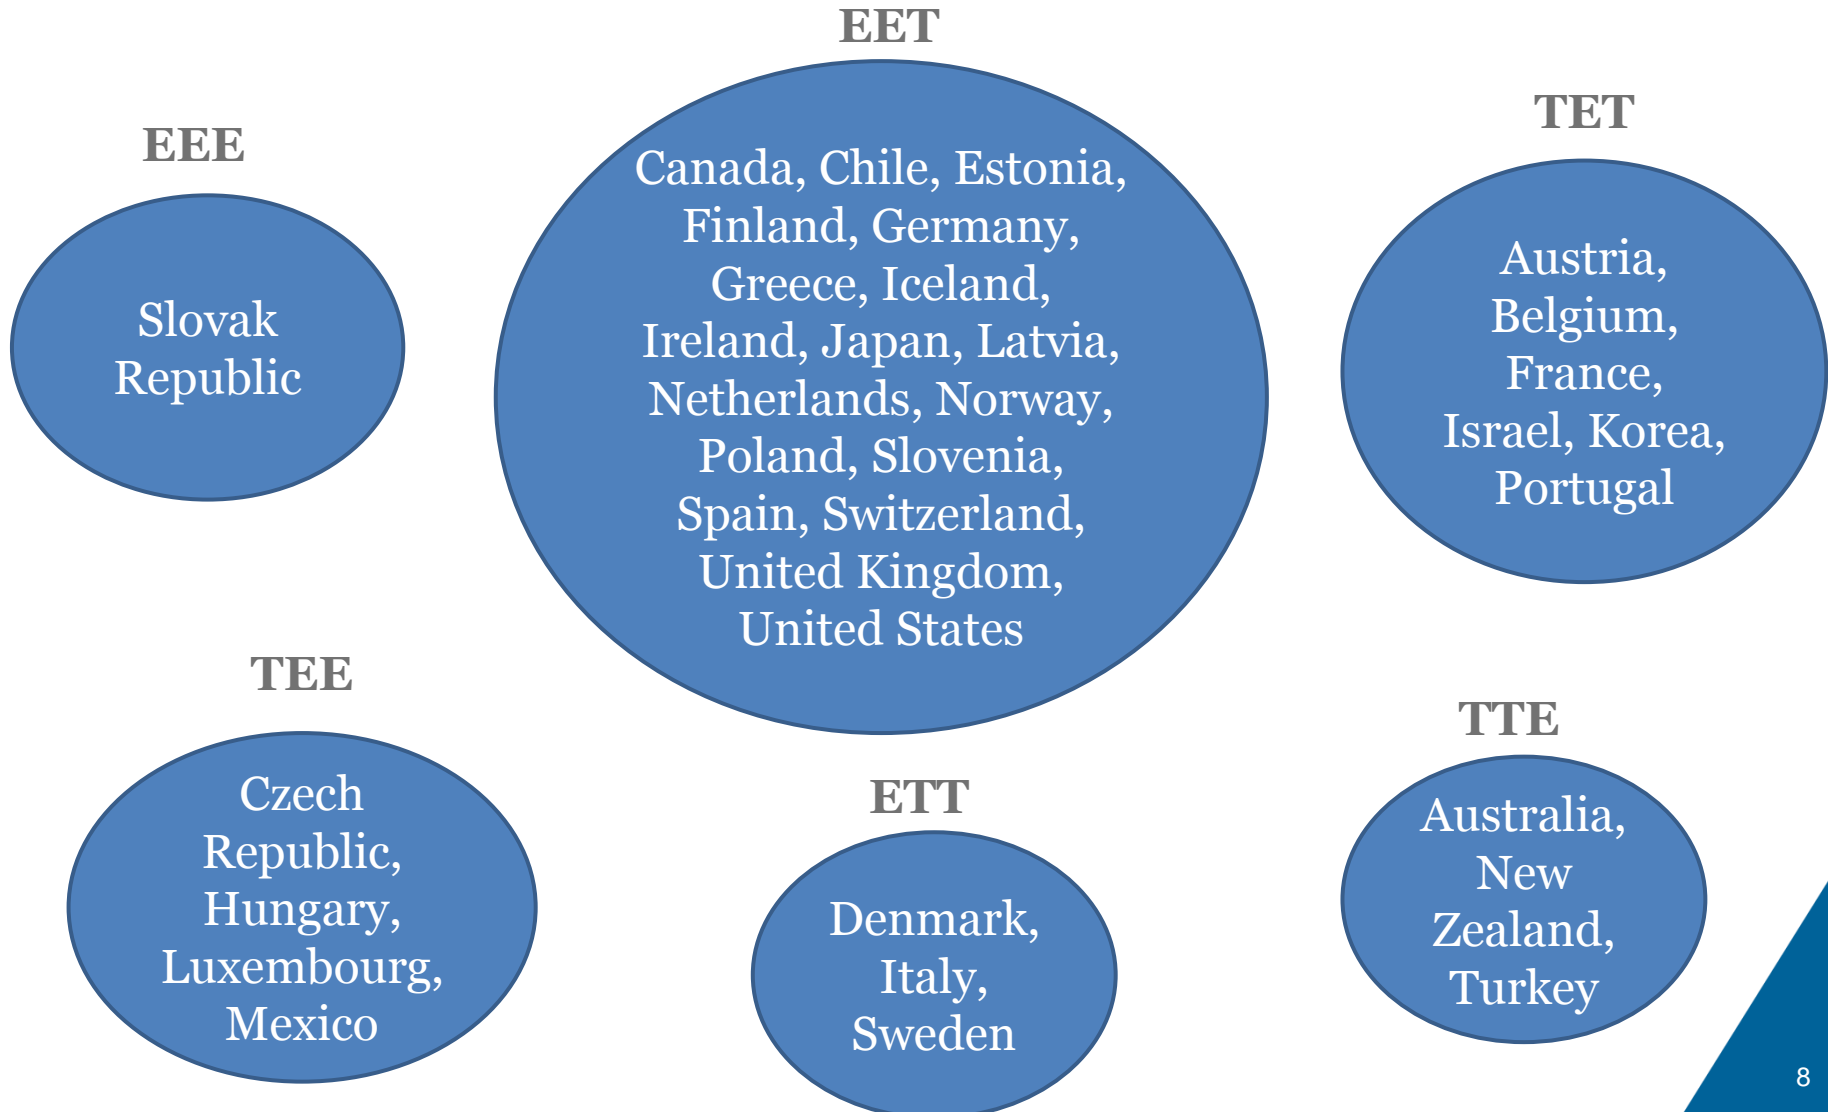 EET
Canada, Chile, Estonia,
Finland, Germany,
Greece, Iceland,
Ireland, Japan, Latvia,
Netherlands, Norway,
Poland, Slovenia,
Spain, Switzerland,
United Kingdom,
United States
EEE
Slovak
Republic
TET
Austria,
Belgium,
France,
Israel, Korea,
Portugal
TEE
Czech
Republic,
Hungary,
Luxembourg,
Mexico
ETT
Denmark,
Italy,
Sweden
TTE
Australia,
New
Zealand,
Turkey
8